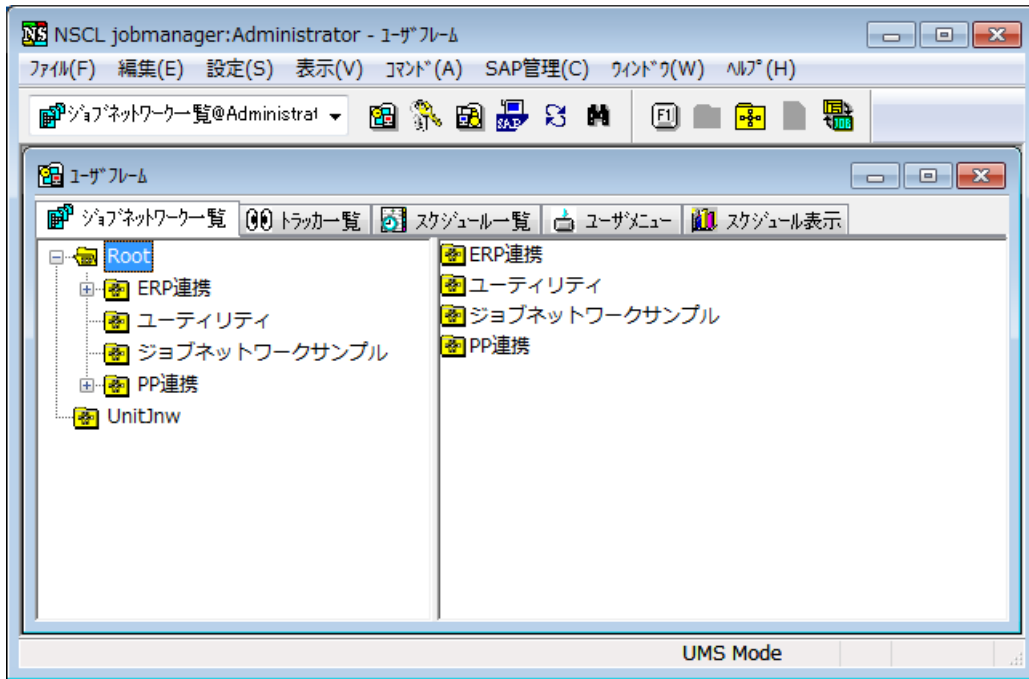 NSCL jobmanager:Administrator - ﾕｰｻﾞﾌﾚｰﾑ
ﾌｧｲﾙ(F) 編集(E) 設定(S) 表示(V) ｺﾏﾝﾄﾞ(A) SAP管理(C) ｳｨﾝﾄﾞｳ(W) ﾍﾙﾌﾟ(H)
ジョブネットワーク一覧@Administrat
ﾕｰｻﾞﾌﾚｰﾑ
ジョブネットワーク一覧 トラッカ一覧 スケジュール一覧 ユーザメニュー スケジュール表示
Root
ERP連携
ユーティリティ
ジョブネットワークサンプル
PP連携
UnitJnw
ERP連携
ユーティリティ
ジョブネットワークサンプル
PP連携
UMS Mode